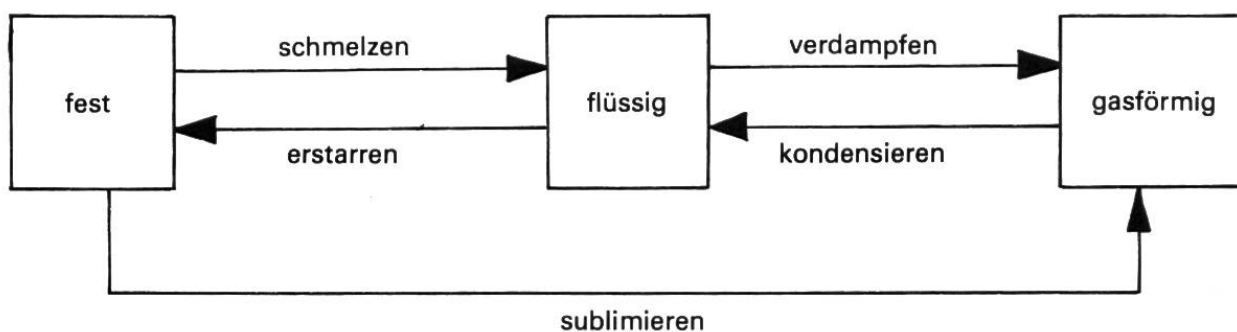 schmelzen
verdampfen
fest
flüssig
gasförmig
erstarren
kondensieren
sublimieren